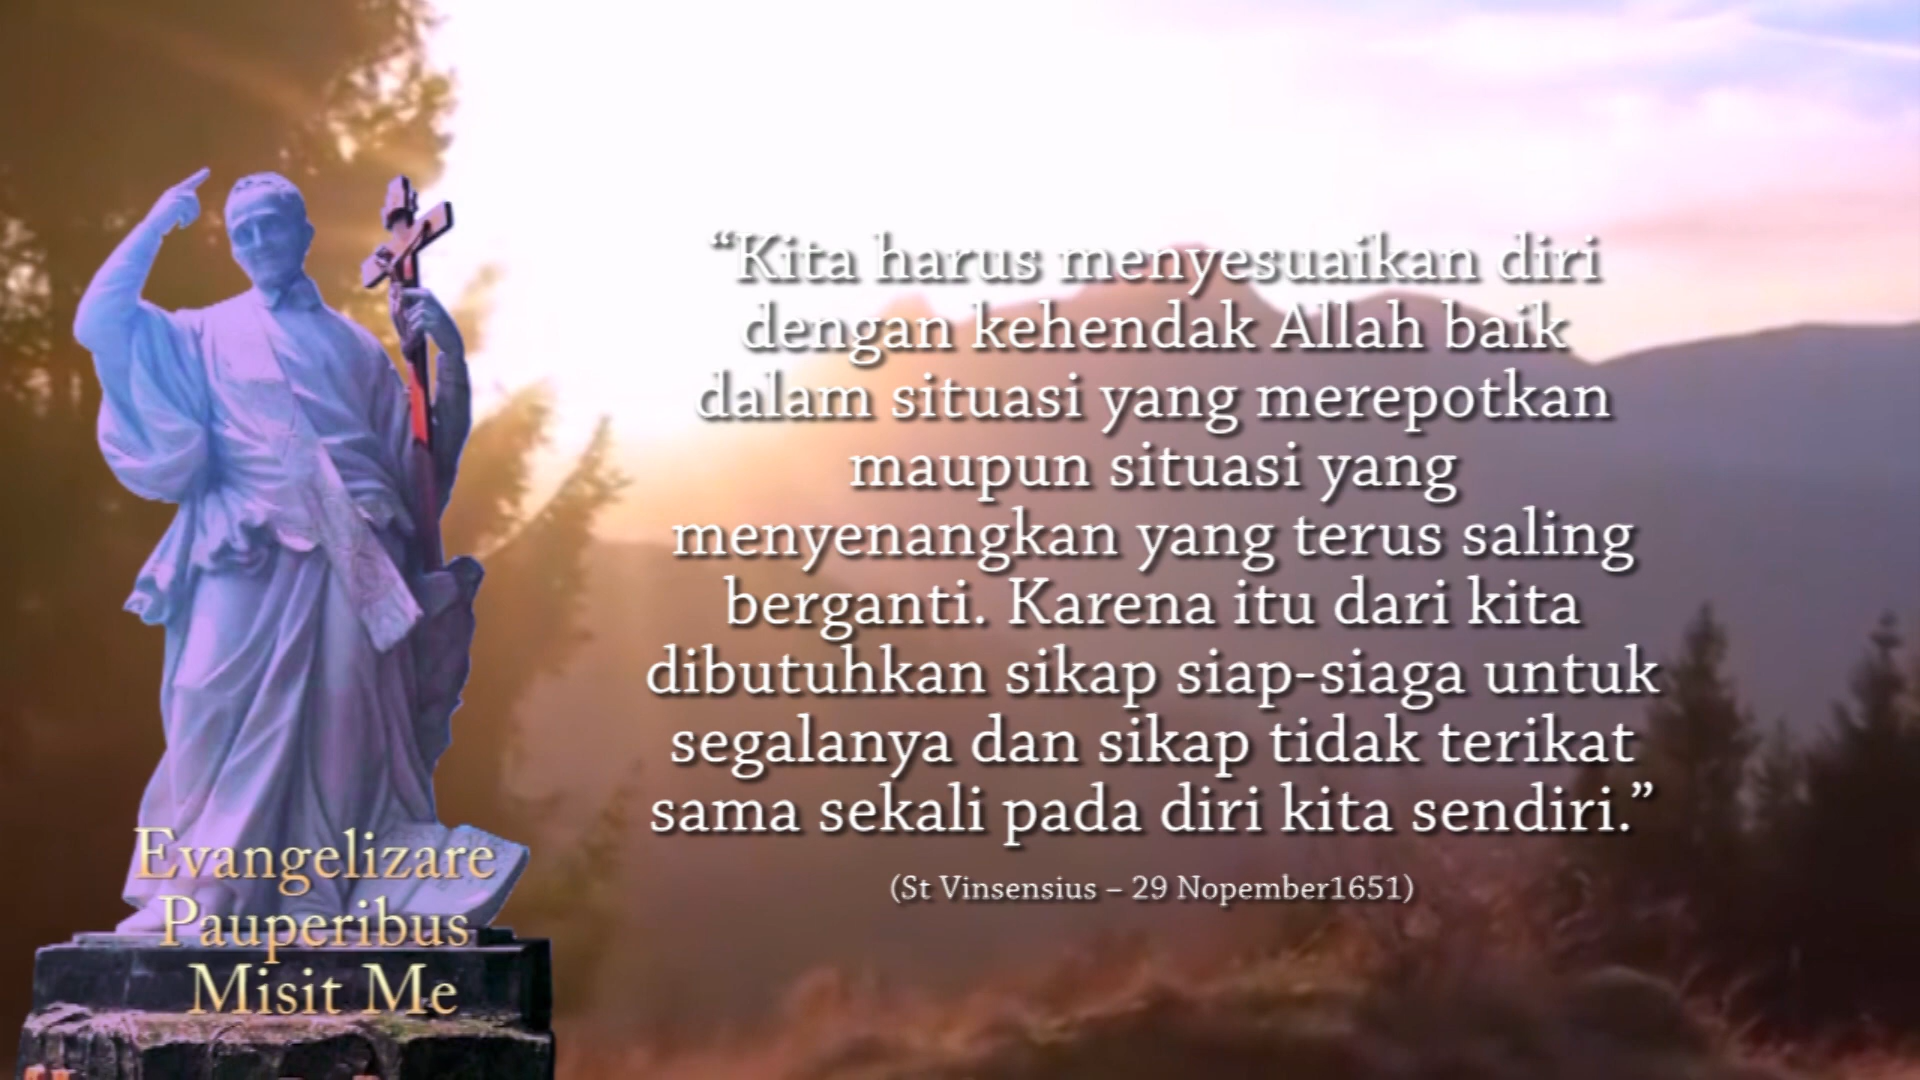 “Kita harus menyesuaikan diri
dengan kehendak Allah baik
dalam situasi yang merepotkan
maupun situasi yang
menyenangkan yang terus saling
berganti. Karena itu dari kita
dibutuhkan sikap siap-siaga untuk
segalanya dan sikap tidak terikat
sama sekali pada diri kita sendiri.”
(St Vinsensius – 29 Nopember1651)
Evangelizare
Pauperibus
Misit Me